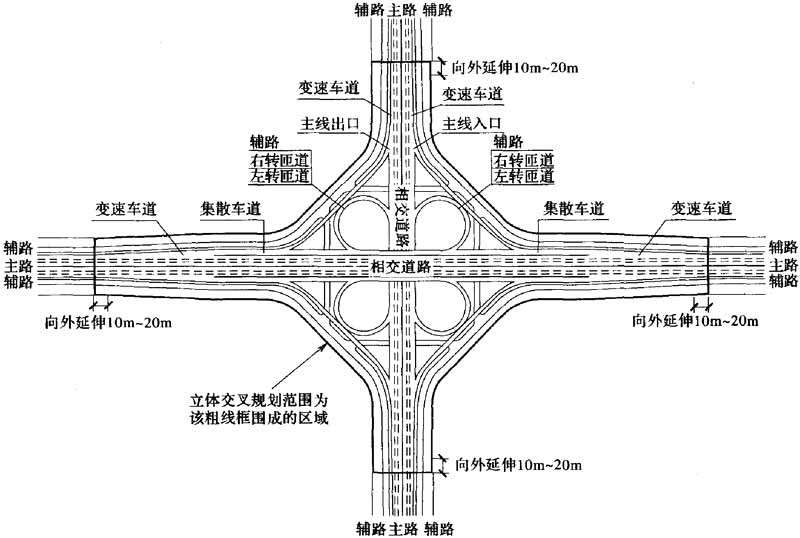 辅路 主路 辅路
向外延伸10m~20m
变速车道
变速车道
主线出口
主线入口
辅路
右转匝道
左转匝道
辅路
右转匝道
左转匝道
变速车道
集散车道
相交道路
集散车道
变速车道
辅路
主路
辅路
相交道路
辅路
主路
辅路
向外延伸10m~20m
向外延伸10m~20m
立体交叉规划范围为
该粗线框围成的区域
向外延伸10m~20m
辅路 主路 辅路